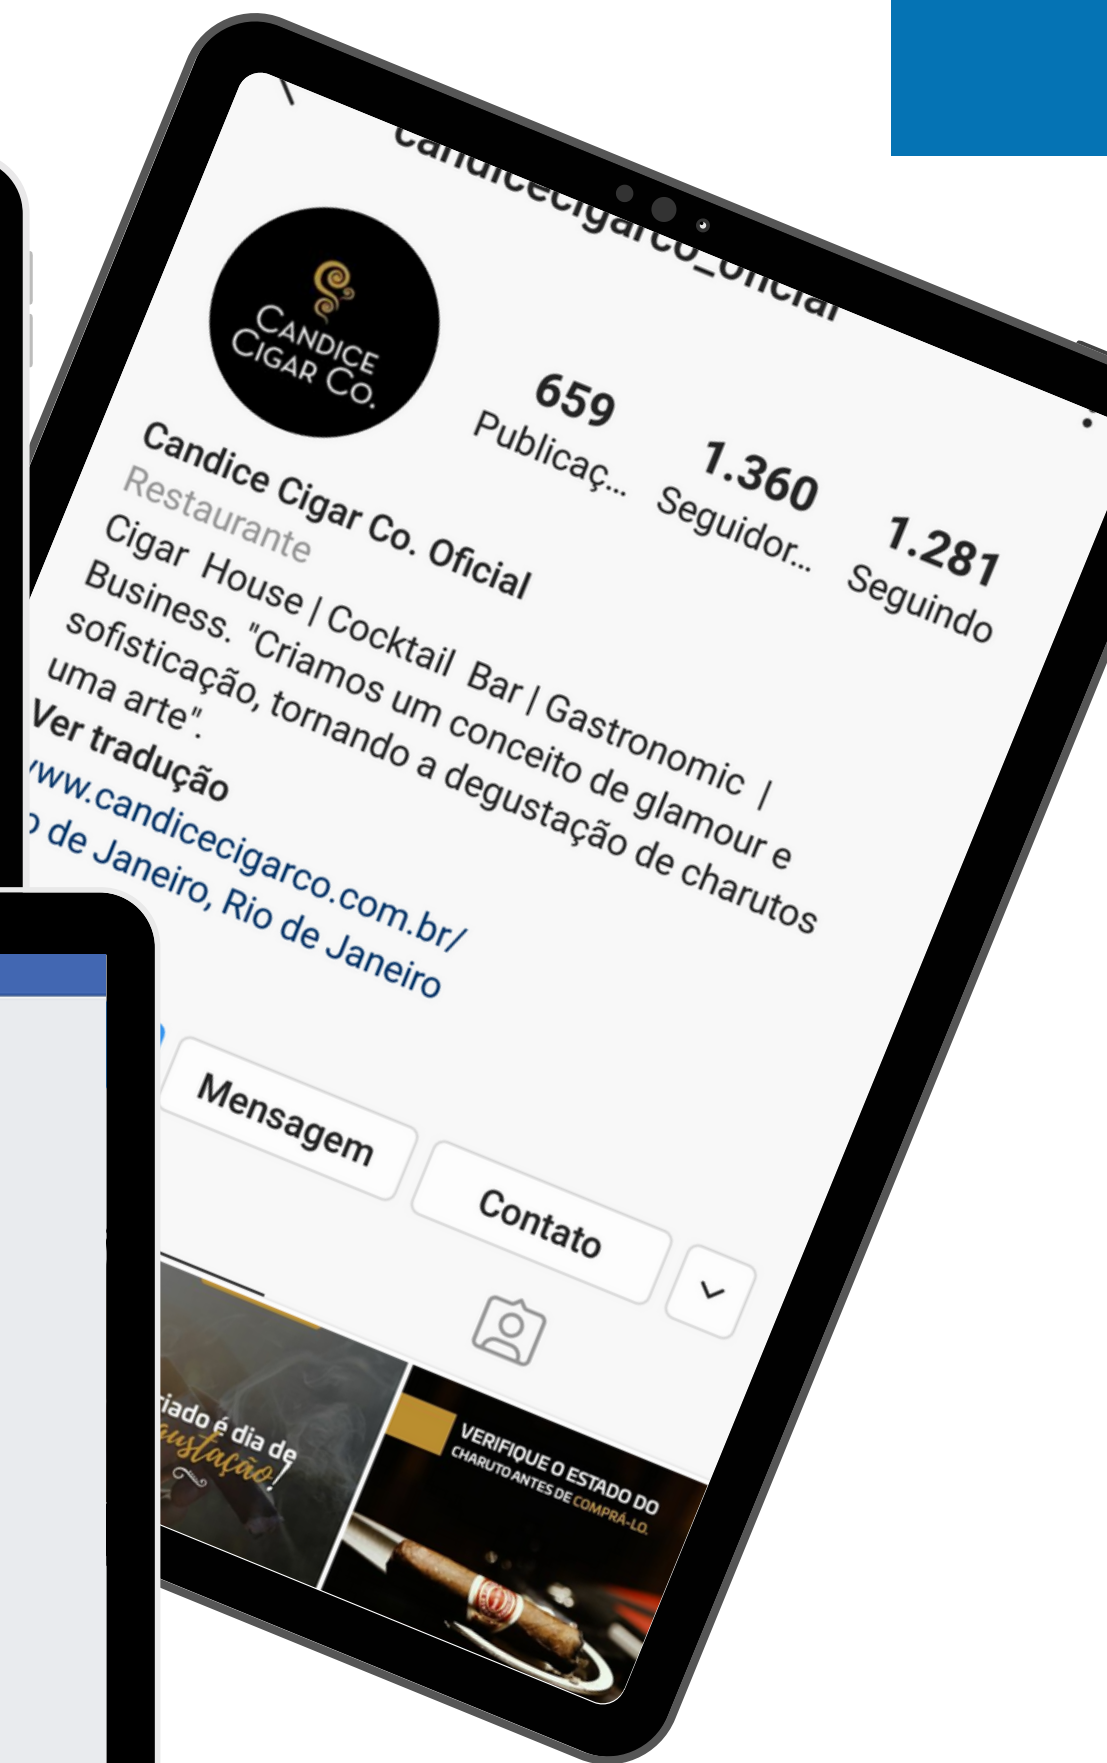 candicecigarco_oficial
CANDICE
CIGAR CO.
659
Publicaç...
1.360
Seguidor...
1.281
Seguindo
Candice Cigar Co. Oficial
Restaurante
Cigar House | Cocktail Bar | Gastronomic |
Business. "Criamos um conceito de glamour e
sofisticação, tornando a degustação de charutos
uma arte".
Ver tradução
www.candicecigarco.com.br/
de Janeiro, Rio de Janeiro
Mensagem
Contato
é dia de
VERIFIQUE O ESTADO DO
CHARUTO ANTES DE COMPRÁ-LO.